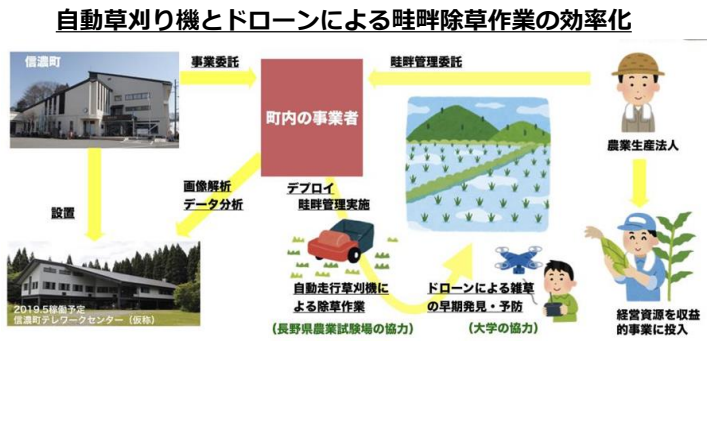 自動草刈り機とドローンによる畦畔除草作業の効率化
信濃町
事業委託
畦畔管理委託
町内の事業者
農業生産法人
画像解析
データ分析
デプロイ
畦畔管理実施
設置
自動走行草刈機に
よる除草作業
（長野県農業試験場の協力）
ドローンによる雑草
の早期発見・予防
（大学の協力）
2019.5稼働予定
信濃町テレワークセンター（仮称）
経営資源を収益
的事業に投入